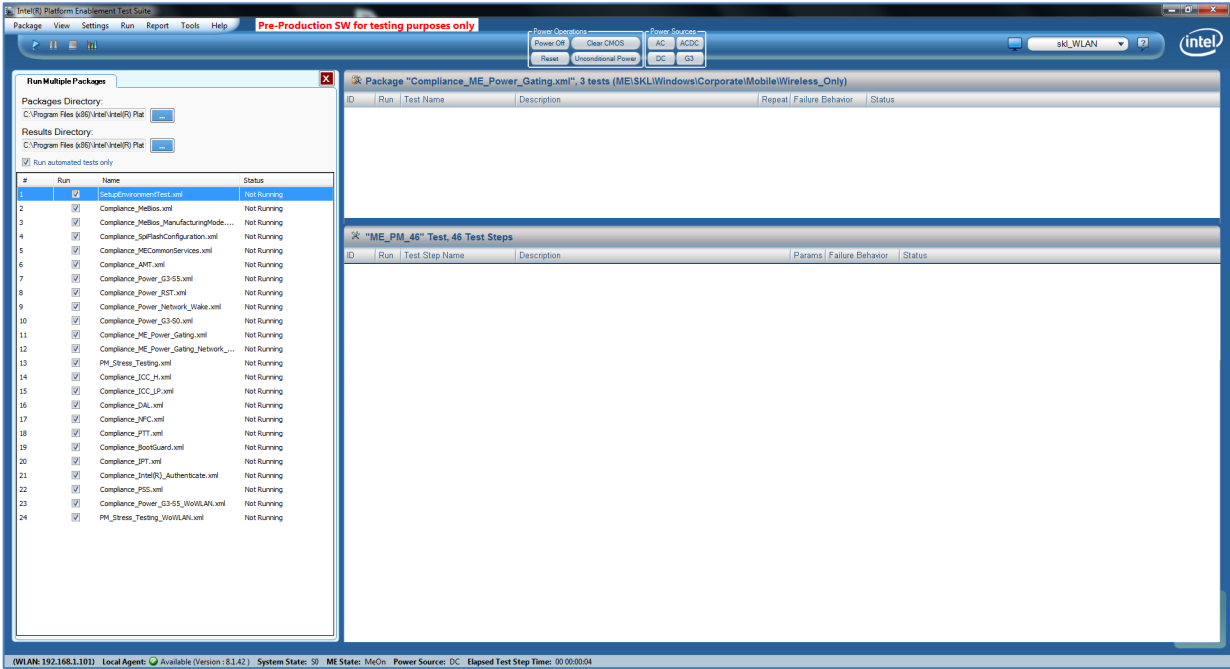 Intel(R) Platform Enablement Test Suite
Package View Settings Run Report Tools Help Pre-Production SW for testing purposes only
Power Operations Power Sources
Power Off Clear CMOS AC ACDC
Reset Unconditional Power DC G3
skl_WLAN ?
intel
Run Multiple Packages X
Packages Directory:
C:\Program Files (x86)\Intel\Intel(R) Plat ...
Results Directory:
C:\Program Files (x86)\Intel\Intel(R) Plat ...
Run automated tests only
# Run Name Status
1 SetupEnvironmentTest.xml Not Running
2 Compliance_MeBios.xml Not Running
3 Compliance_MeBios_ManufacturingMode.... Not Running
4 Compliance_SpiFlashConfiguration.xml Not Running
5 Compliance_MECommonServices.xml Not Running
6 Compliance_AMT.xml Not Running
7 Compliance_Power_G3-S5.xml Not Running
8 Compliance_Power_RST.xml Not Running
9 Compliance_Power_Network_Wake.xml Not Running
10 Compliance_Power_G3-S0.xml Not Running
11 Compliance_ME_Power_Gating.xml Not Running
12 Compliance_ME_Power_Gating_Network_... Not Running
13 PM_Stress_Testing.xml Not Running
14 Compliance_ICC_H.xml Not Running
15 Compliance_ICC_LP.xml Not Running
16 Compliance_DAL.xml Not Running
17 Compliance_NFC.xml Not Running
18 Compliance_PTT.xml Not Running
19 Compliance_BootGuard.xml Not Running
20 Compliance_IPT.xml Not Running
21 Compliance_Intel(R)_Authenticate.xml Not Running
22 Compliance_PSS.xml Not Running
23 Compliance_Power_G3-S5_WoWLAN.xml Not Running
24 PM_Stress_Testing_WoWLAN.xml Not Running
Package "Compliance_ME_Power_Gating.xml", 3 tests (ME\SKL\Windows\Corporate\Mobile\Wireless_Only)
ID Run Test Name Description Repeat Failure Behavior Status
"ME_PM_46" Test, 46 Test Steps
ID Run Test Step Name Description Params Failure Behavior Status
(WLAN: 192.168.1.101) Local Agent: Available (Version : 8.1.42 ) System State: S0 ME State: MeOn Power Source: DC Elapsed Test Step Time: 00 00:00:04